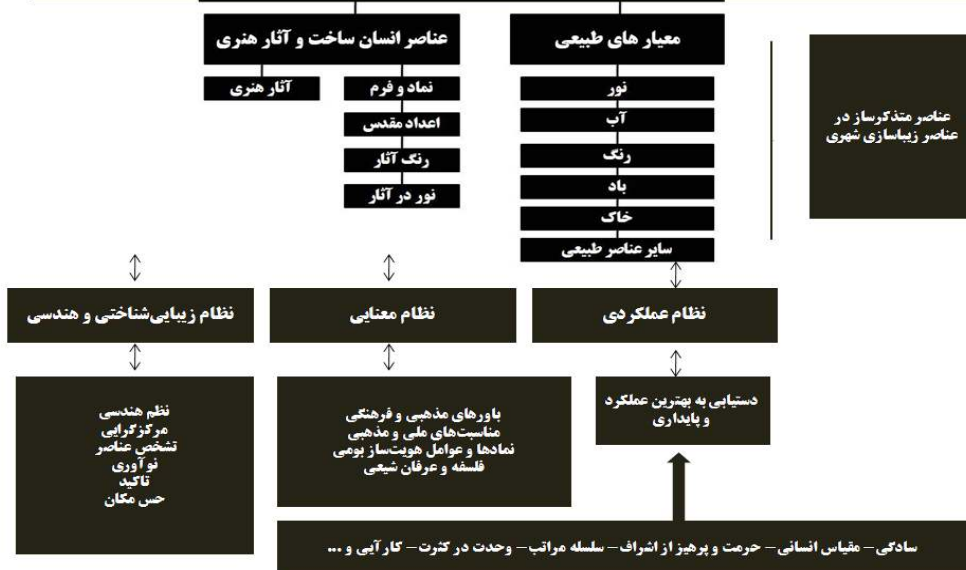 معیار های طبیعی
نور
آب
رنگ
باد
خاک
سایر عناصر طبیعی
عناصر انسان ساخت و آثار هنری
نماد و فرم
اعداد مقدس
رنگ آثار
نور در آثار
آثار هنری
عناصر متذکرساز در
عناصر زیباسازی شهری
نظام عملکردی
نظام معنایی
نظام زیبایی‌شناختی و هندسی
دستیابی به بهترین عملکرد
و پایداری
باورهای مذهبی و فرهنگی
مناسبت‌های ملی و مذهبی
نمادها و عوامل هویت‌ساز بومی
فلسفه و عرفان شیعی
نظم هندسی
مرکزگرایی
تشخص عناصر
نوآوری
تاکید
حس مکان
سادگی – مقیاس انسانی – حرمت و پرهیز از اشراف – سلسله مراتب – وحدت در کثرت – کارآیی و ...